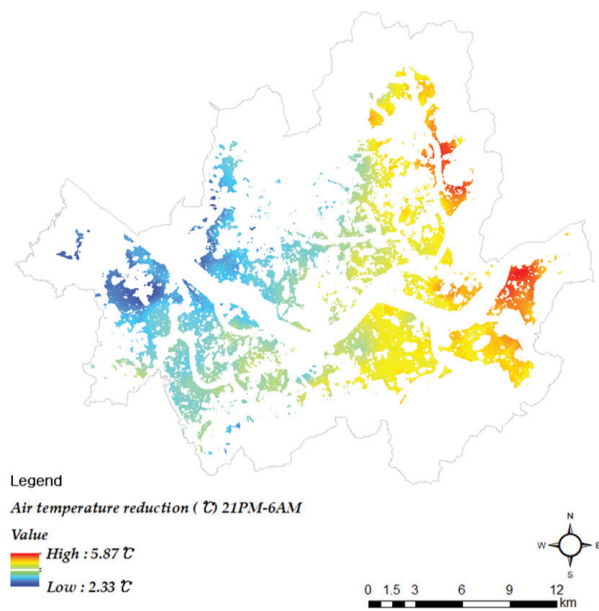 Legend
Air temperature reduction ( ℃) 21PM-6AM
Value
High : 5.87 ℃
Low : 2.33 ℃
N
W E
S
0 1.5 3 6 9 12
km